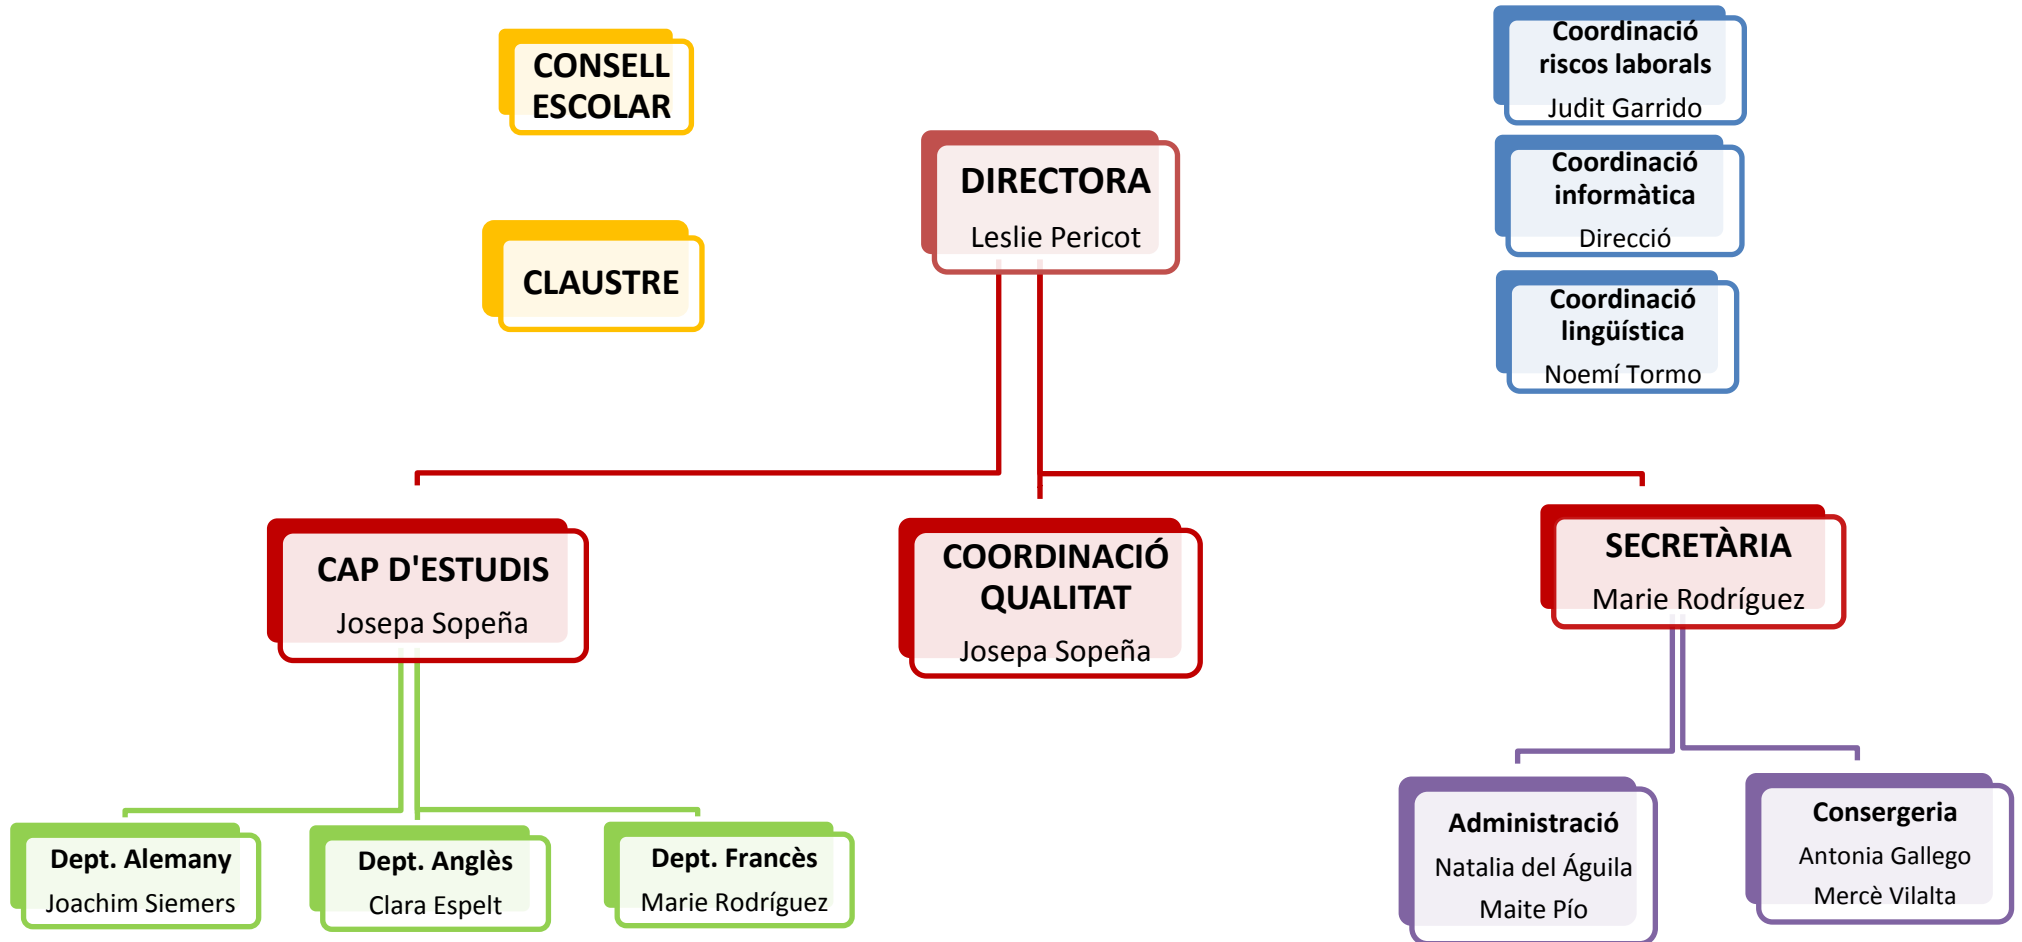 CONSELL
ESCOLAR
CLAUSTRE
DIRECTORA
Leslie Pericot
Coordinació
riscos laborals
Judit Garrido
Coordinació
informàtica
Direcció
Coordinació
lingüística
Noemí Tormo
CAP D'ESTUDIS
Josepa Sopeña
COORDINACIÓ
QUALITAT
Josepa Sopeña
SECRETÀRIA
Marie Rodríguez
Dept. Alemany
Joachim Siemers
Dept. Anglès
Clara Espelt
Dept. Francès
Marie Rodríguez
Administració
Natalia del Águila
Maite Pío
Consergeria
Antonia Gallego
Mercè Vilalta